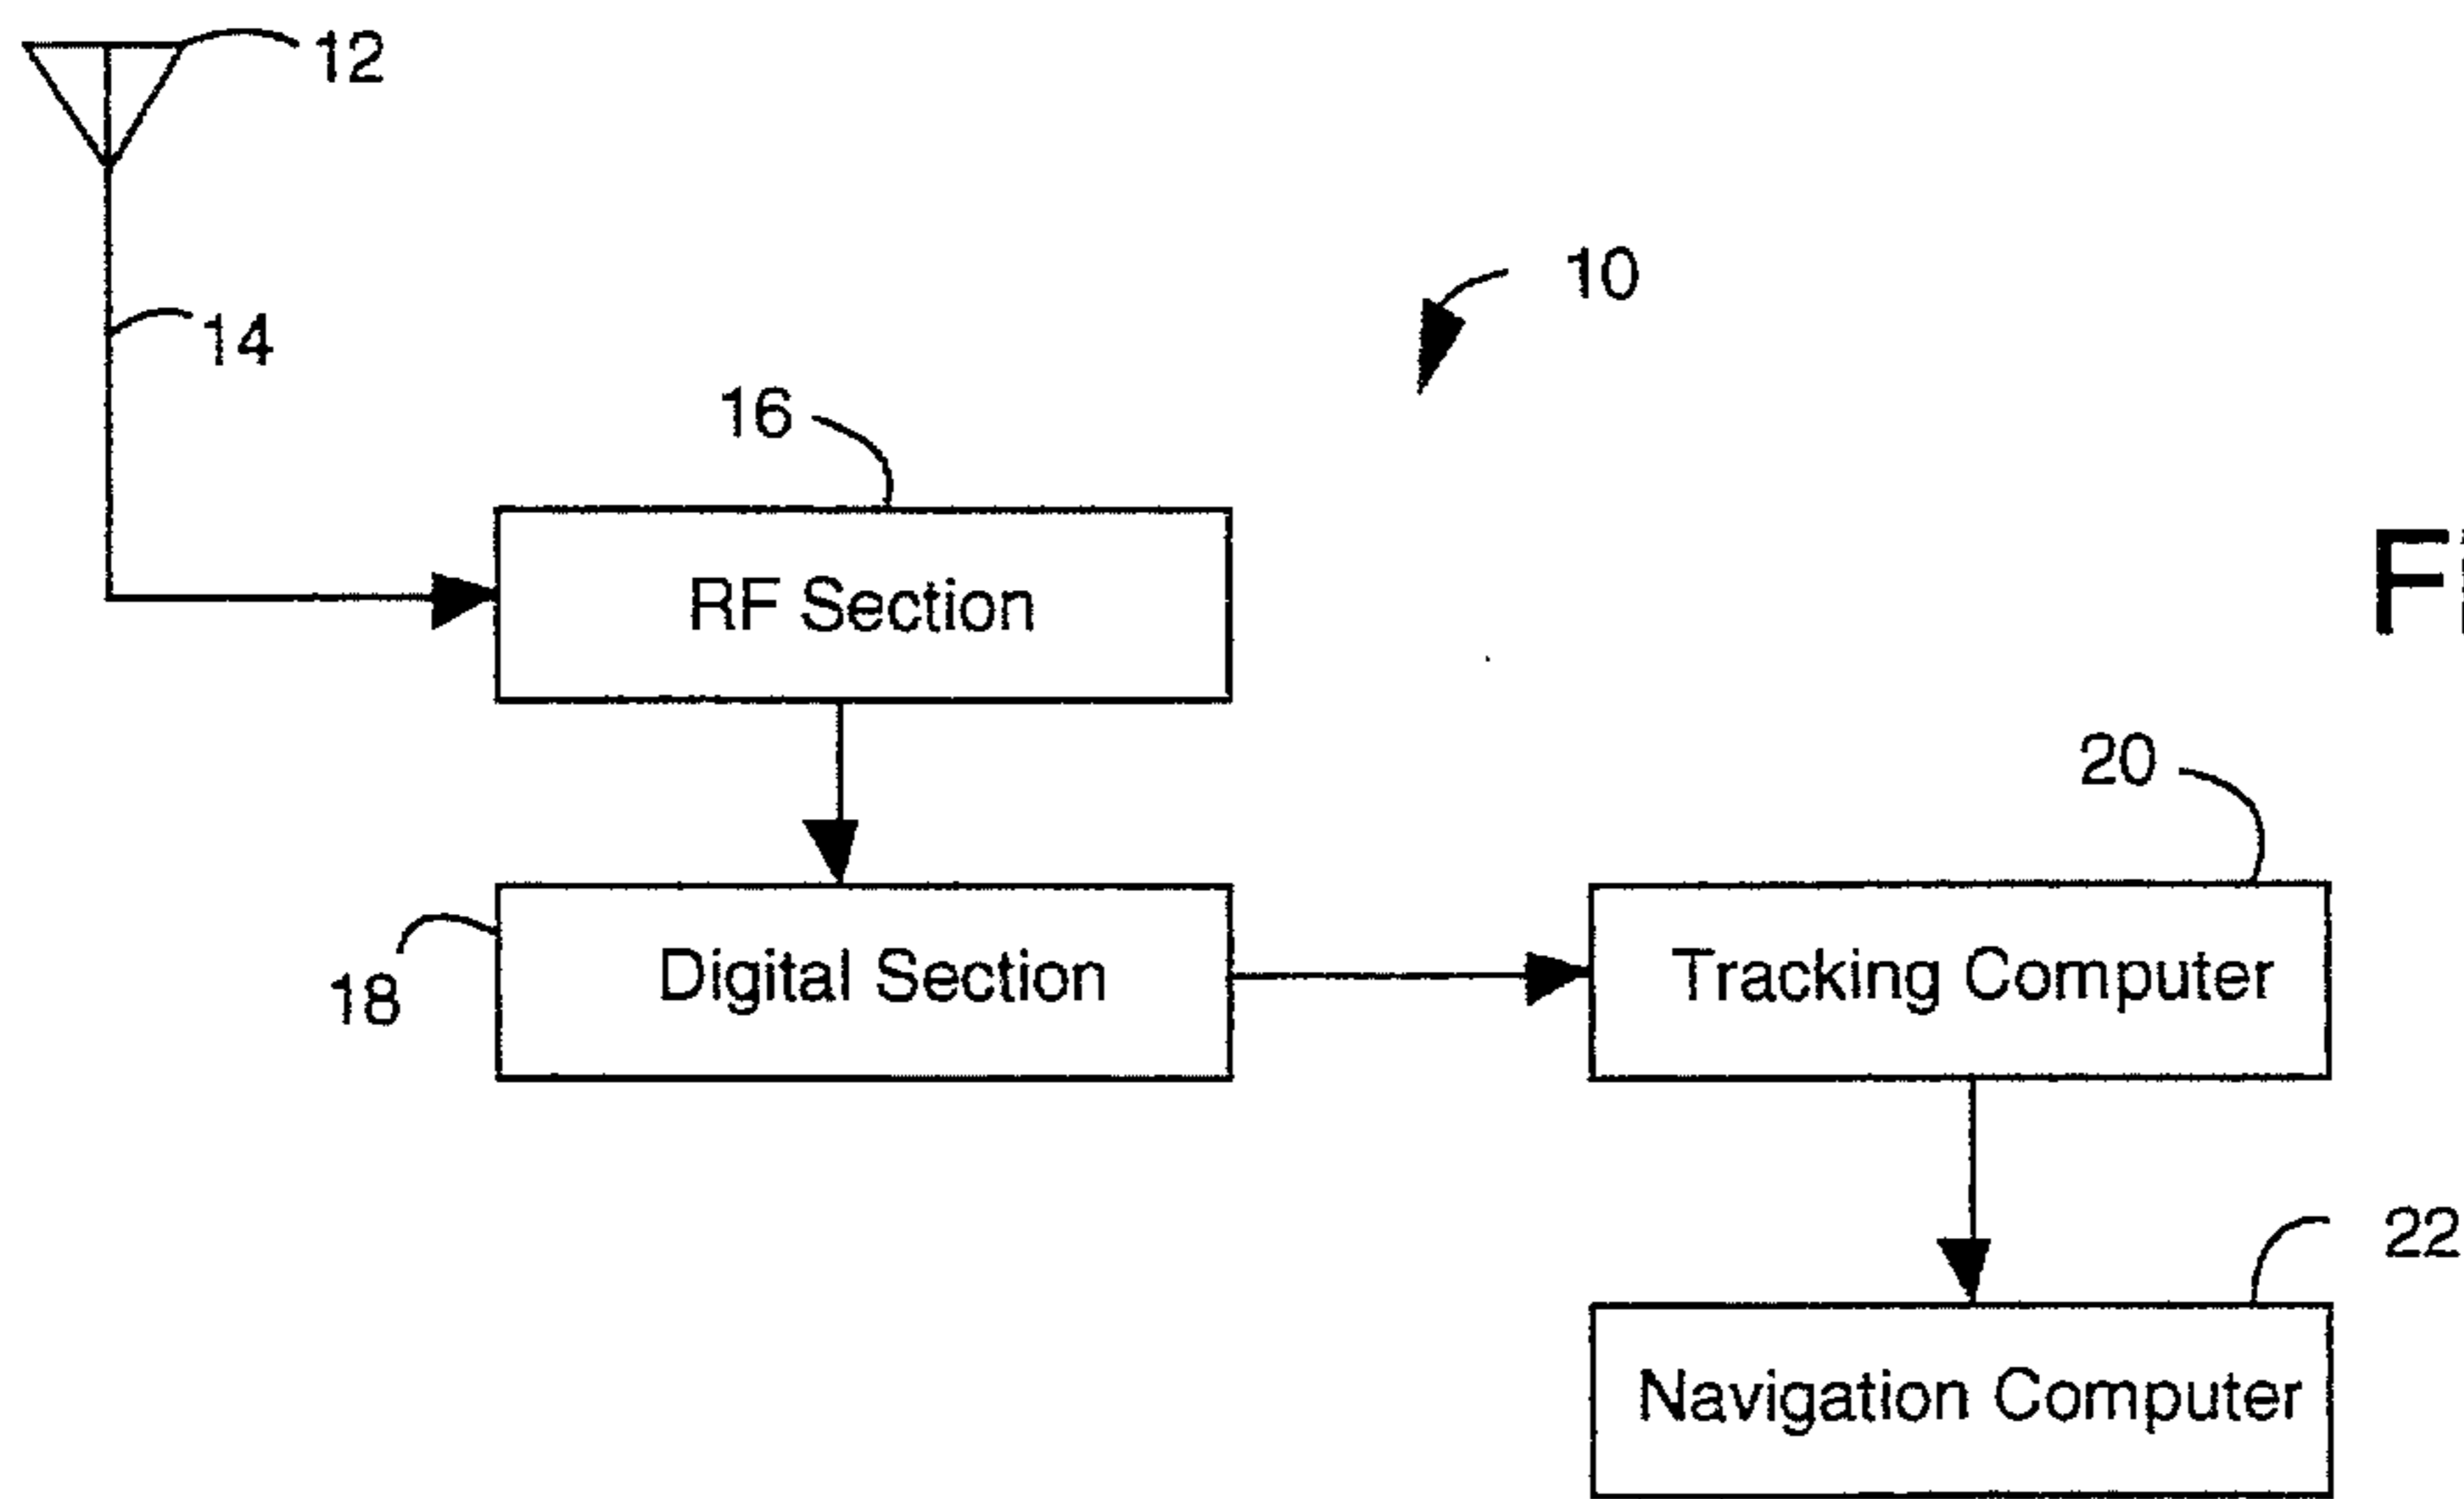 12
10
14
16
RF Section
20
18
Digital Section
Tracking Computer
22
Navigation Computer